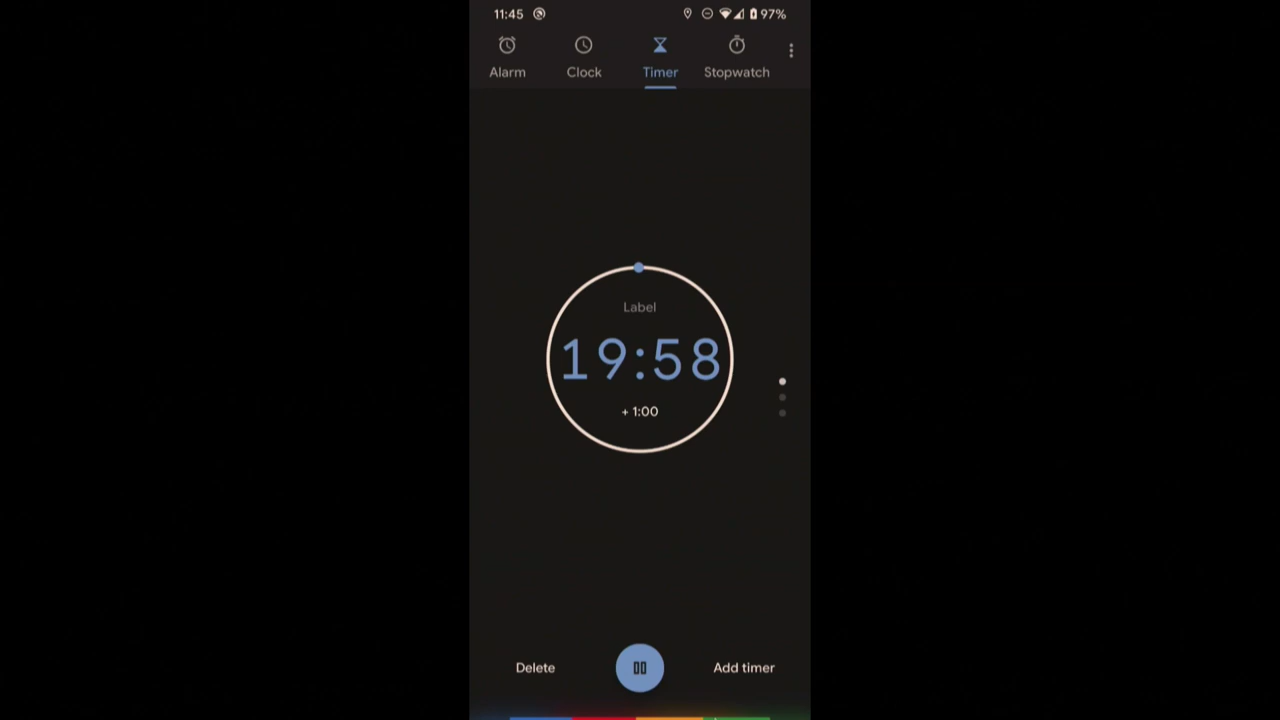 11:45 97%
Alarm Clock Timer Stopwatch
Label
19:58
+ 1:00
Delete Add timer